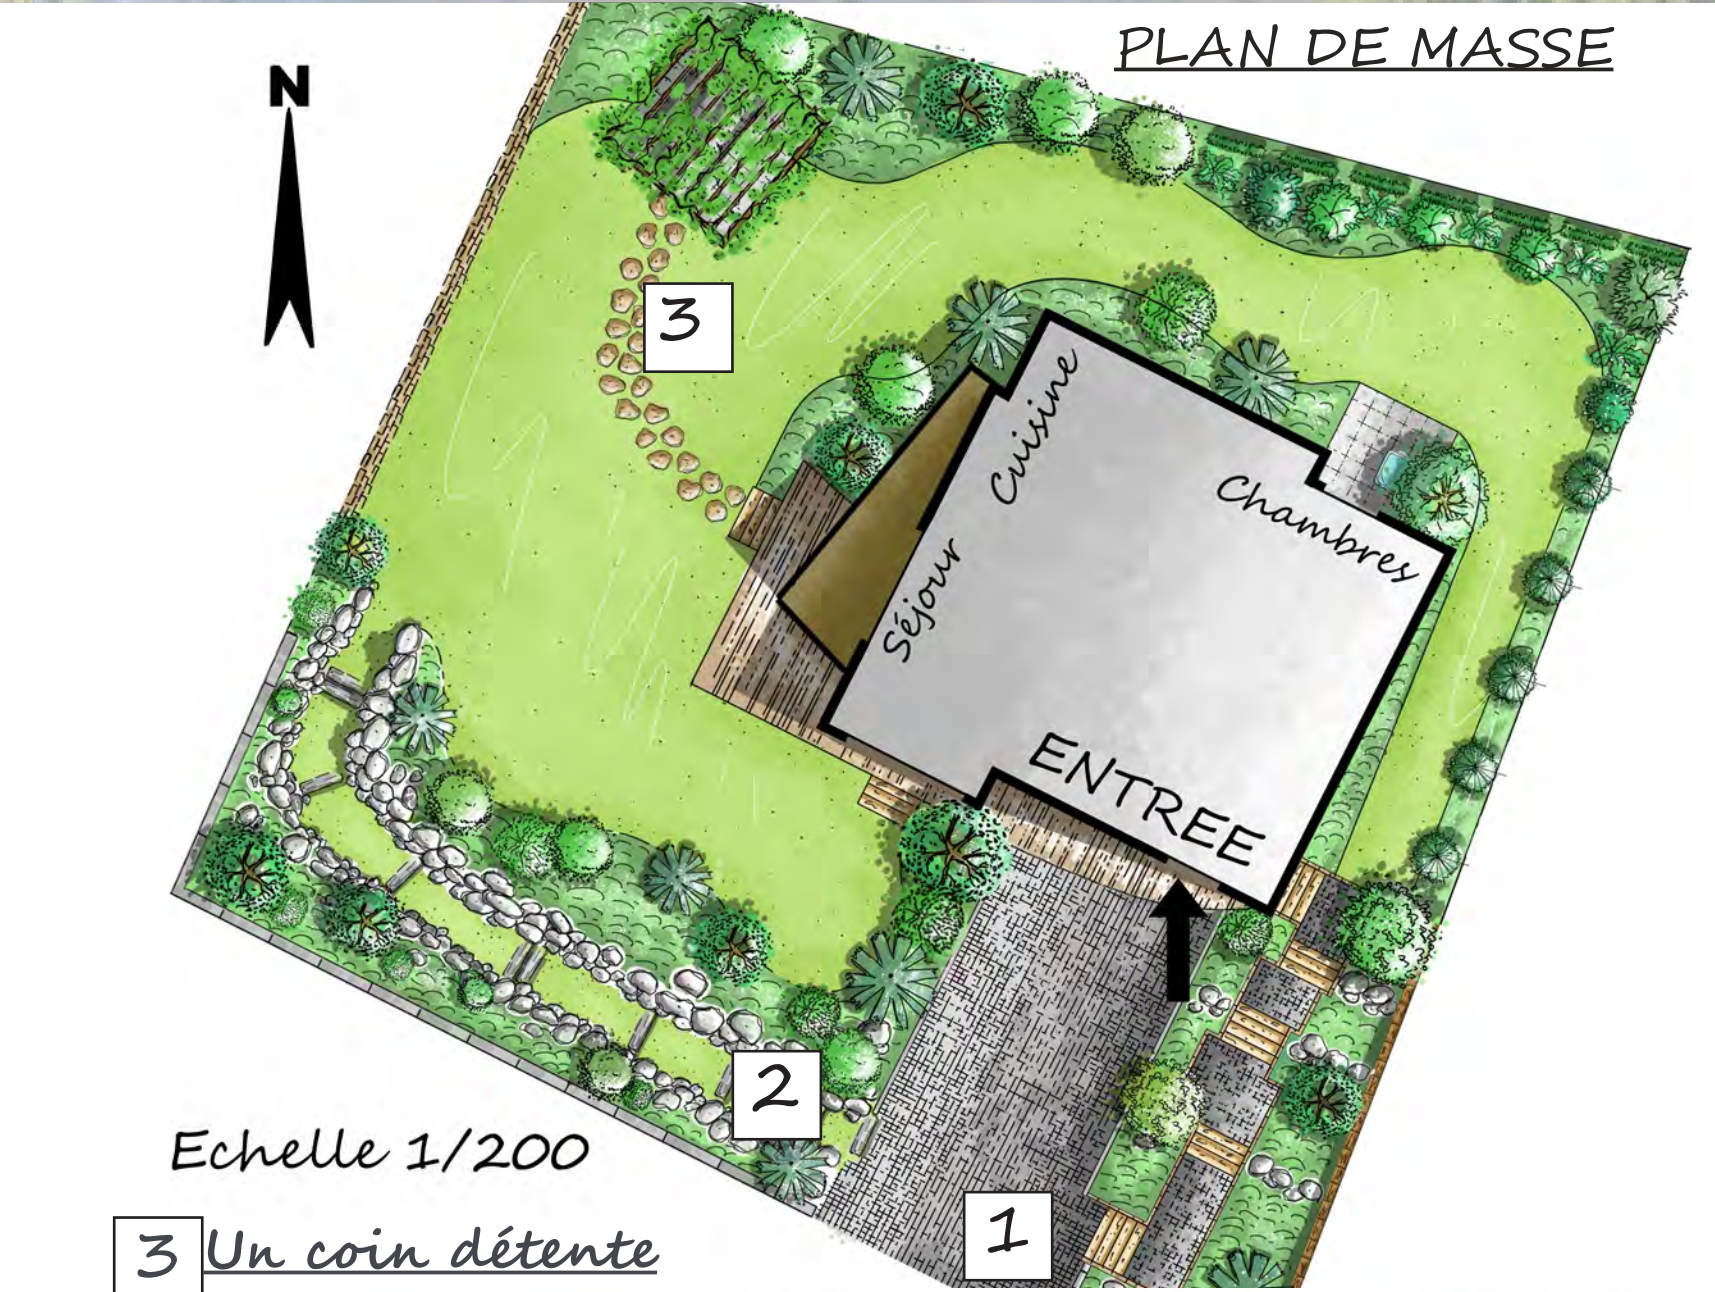 PLAN DE MASSE
N
3
Cuisine
Chambres
Séjour
ENTREE
2
Echelle 1/200
1
3 Un coin détente